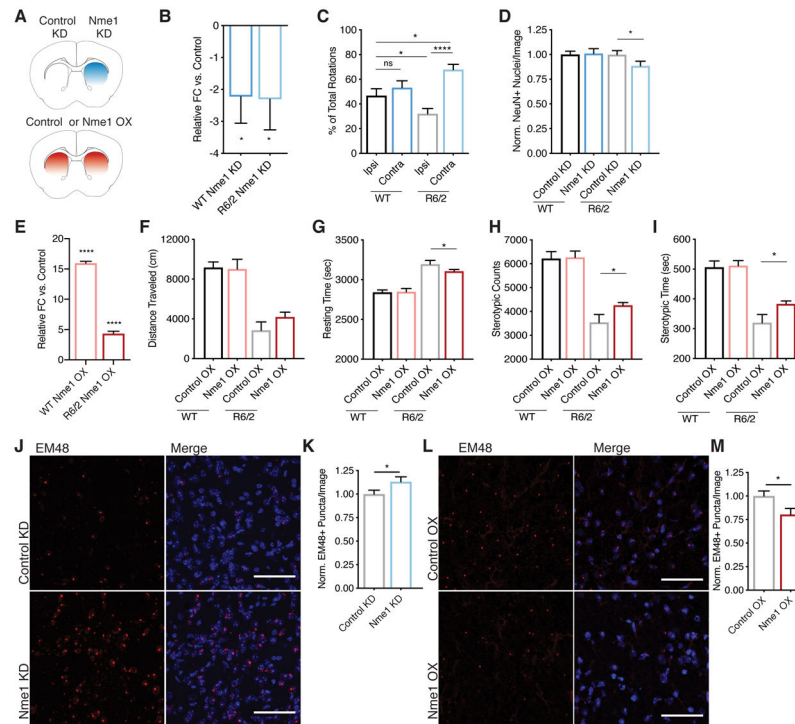 A
Control Nme1
KD KD
Control or Nme1 OX
B
Relative FC vs. Control
0
-1
-2
-3
-4
* *
WT Nme1 KD
R6/2 Nme1 KD
C
% of Total Rotations
100
80
60
40
20
0
*
*
ns
****
Ipsi
Contra
Ipsi
Contra
WT
R6/2
D
Norm. NeuN+ Nuclei/Image
1.25
1.00
0.75
0.50
0.25
0.00
*
Control KD
Nme1 KD
Control KD
Nme1 KD
WT
R6/2
E
Relative FC vs. Control
20
15
10
5
0
****
****
WT Nme1 OX
R6/2 Nme1 OX
F
Distance Traveled (cm)
12000
8000
4000
0
Control OX
Nme1 OX
Control OX
Nme1 OX
WT
R6/2
G
Resting Time (sec)
3500
3000
2500
2000
*
Control OX
Nme1 OX
Control OX
Nme1 OX
WT
R6/2
H
Sterotypic Counts
7000
6000
5000
4000
3000
2000
*
Control OX
Nme1 OX
Control OX
Nme1 OX
WT
R6/2
I
Sterotypic Time (sec)
600
500
400
300
200
*
Control OX
Nme1 OX
Control OX
Nme1 OX
WT
R6/2
J
EM48
Merge
Control KD
Nme1 KD
K
Norm. EM48+ Puncta/Image
1.25
1.00
0.75
0.50
0.25
0.00
*
Control KD
Nme1 KD
L
EM48
Merge
Control OX
Nme1 OX
M
Norm. EM48+ Puncta/Image
1.25
1.00
0.75
0.50
0.25
0.00
*
Control OX
Nme1 OX